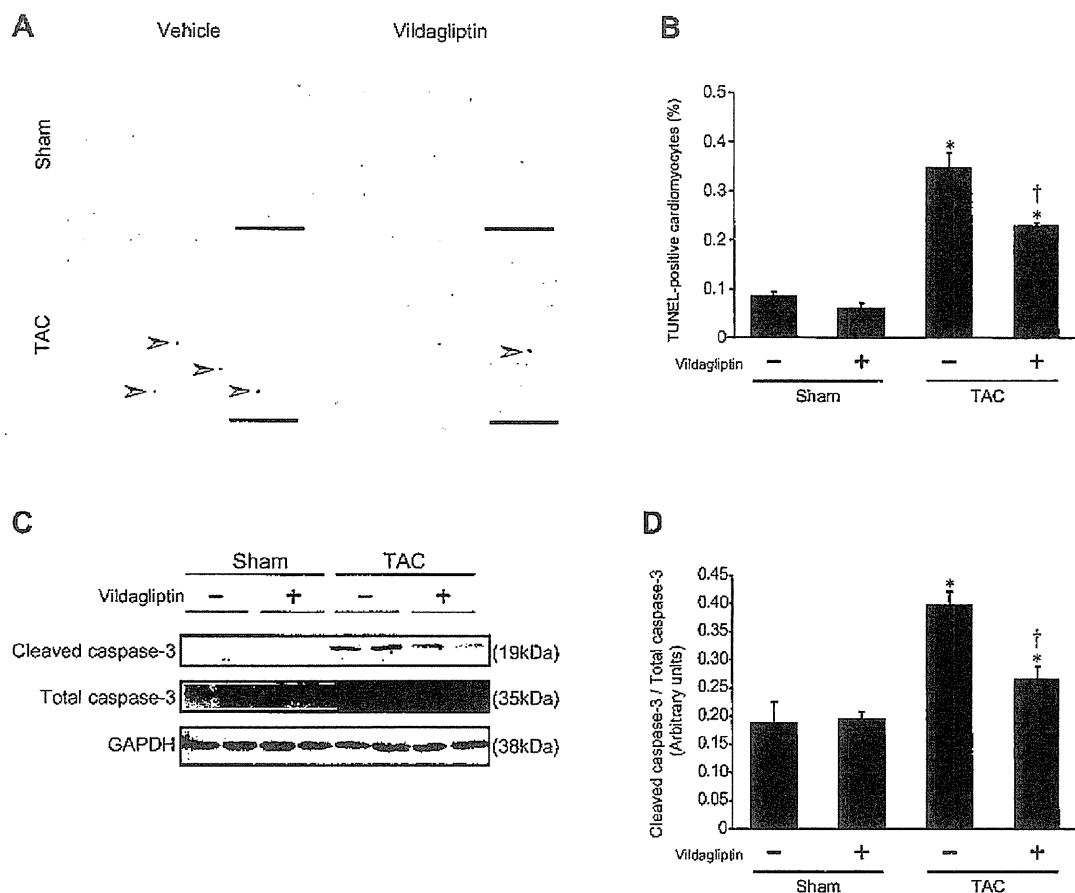 A
Vehicle Vildagliptin
Sham
TAC
B
TUNEL-positive cardiomyocytes (%)
0.5
0.4
0.3
0.2
0.1
0
*
†
*
Vildagliptin − + − +
Sham TAC
C
Sham TAC
Vildagliptin − + − +
Cleaved caspase-3 (19kDa)
Total caspase-3 (35kDa)
GAPDH (38kDa)
D
Cleaved caspase-3 / Total caspase-3
(Arbitrary units)
0.45
0.40
0.35
0.30
0.25
0.20
0.15
0.10
0.05
0
*
†
*
Vildagliptin − + − +
Sham TAC